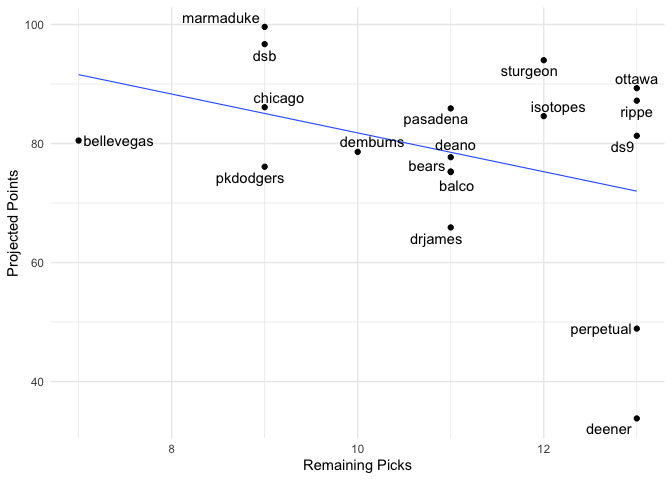 100
marmaduke
dsb
sturgeon
ottawa
chicago
isotopes
rippe
pasadena
80
bellevegas
dembums
deano
ds9
bears
pkdodgers
balco
drjames
Projected Points
60
perpetual
40
deener
8
10
12
Remaining Picks